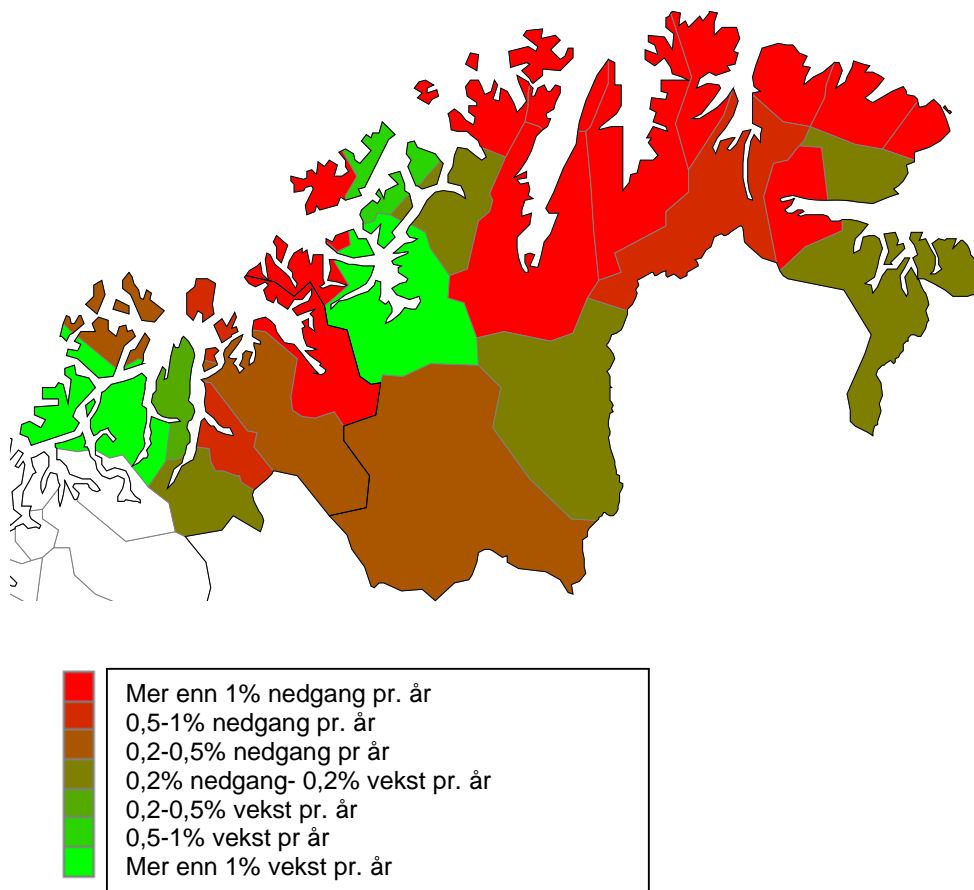 Mer enn 1% nedgang pr. år
0,5-1% nedgang pr. år
0,2-0,5% nedgang pr år
0,2% nedgang- 0,2% vekst pr. år
0,2-0,5% vekst pr. år
0,5-1% vekst pr år
Mer enn 1% vekst pr. år